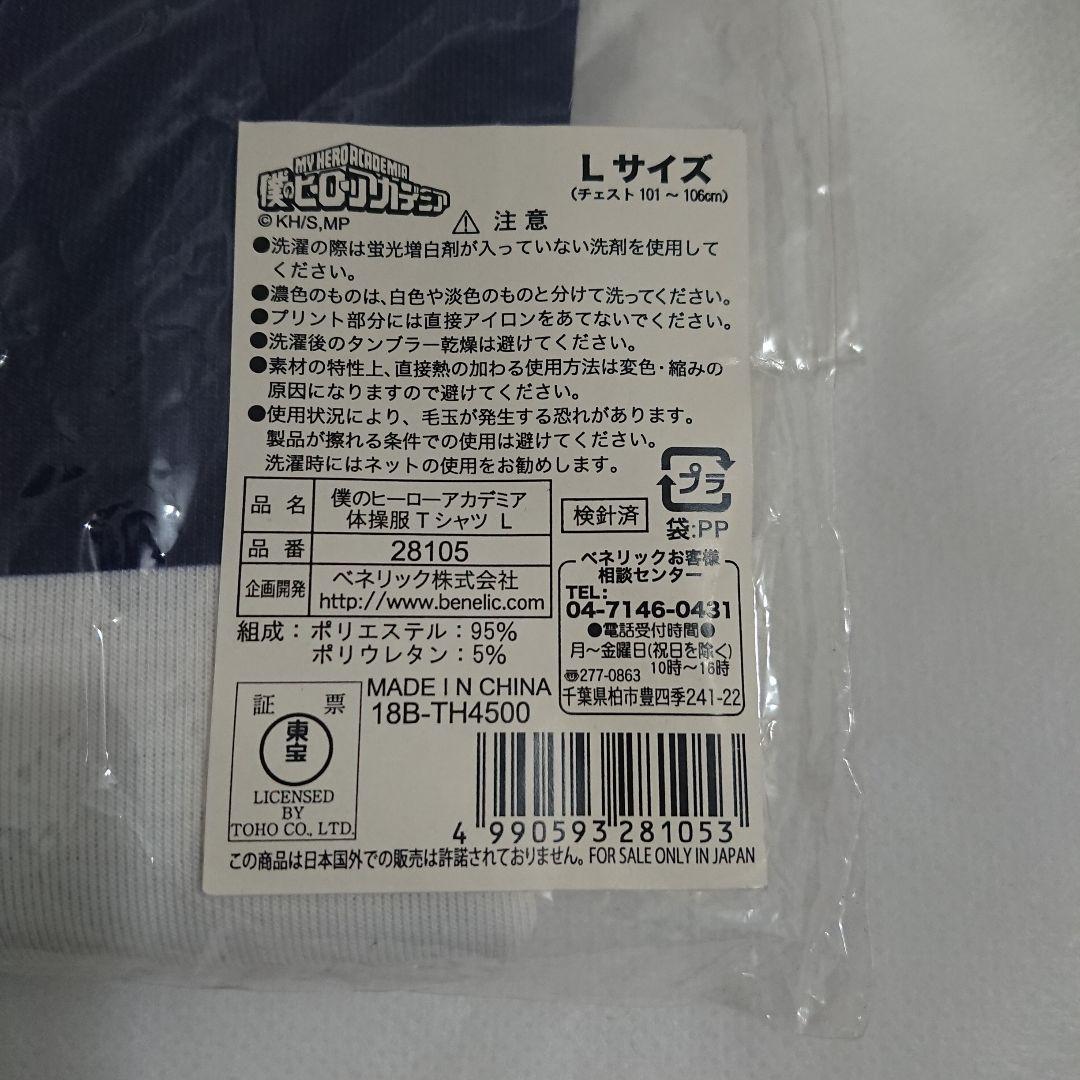 MY HERO ACADEMIA
僕のヒーローアカデミア
©KH/S,MP
Lサイズ
(チェスト101～106cm)
⚠ 注意
●洗濯の際は蛍光増白剤が入っていない洗剤を使用して
ください。
●濃色のものは、白色や淡色のものと分けて洗ってください。
●プリント部分には直接アイロンをあてないでください。
●洗濯後のタンブラー乾燥は避けてください。
●素材の特性上、直接熱の加わる使用方法は変色・縮みの
原因になりますので避けてください。
●使用状況により、毛玉が発生する恐れがあります。
製品が擦れる条件での使用は避けてください。
洗濯時にはネットの使用をお勧めします。
プラ
袋:PP
品名 僕のヒーローアカデミア
体操服Tシャツ L
品番 28105
企画開発 ベネリック株式会社
http://www.benelic.com
検針済
ベネリックお客様
相談センター
TEL:
04-7146-0431
●電話受付時間●
月～金曜日(祝日を除く)
10時～16時
〠277-0863
千葉県柏市豊四季241-22
組成：ポリエステル：95%
ポリウレタン：5%
MADE IN CHINA
18B-TH4500
証票
東宝
LICENSED
BY
TOHO CO., LTD.
4 990593 281053
この商品は日本国外での販売は許諾されておりません。FOR SALE ONLY IN JAPAN